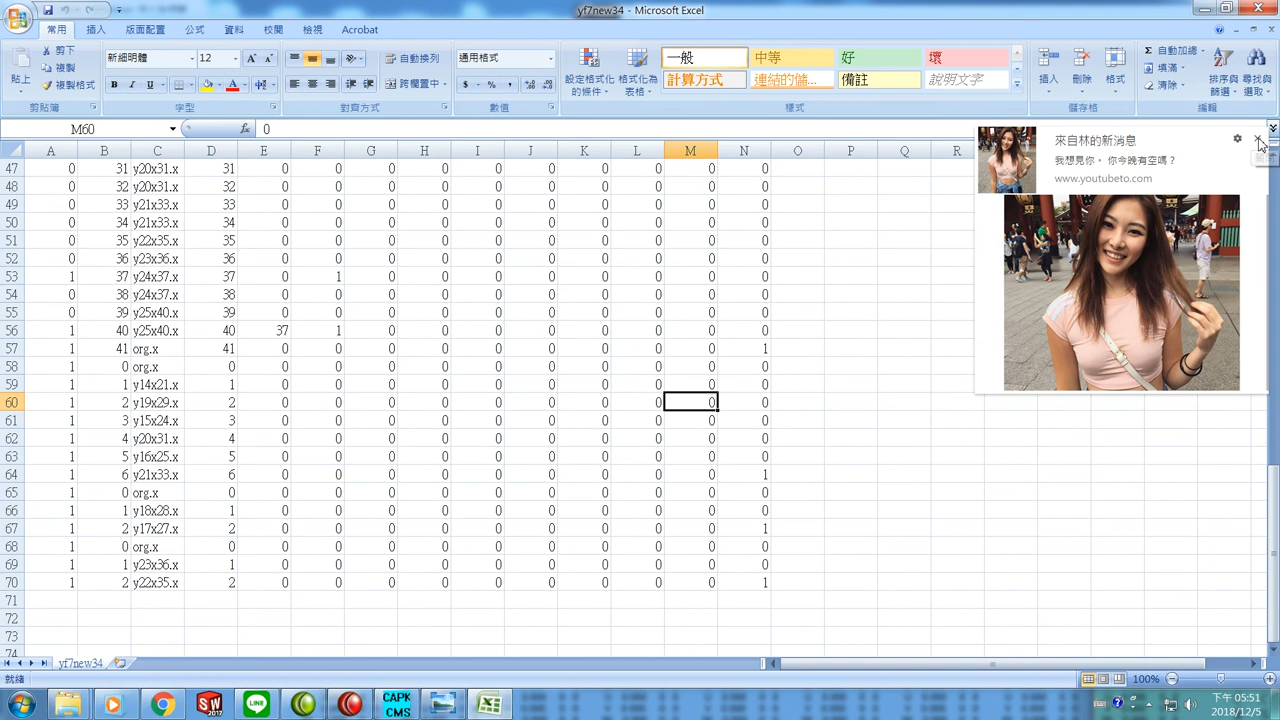 yf7new34 - Microsoft Excel
常用 插入 版面配置 公式 資料 校閱 檢視 Acrobat
貼上 剪下 複製 複製格式 剪貼簿
新細明體 12 字型
自動換列 跨欄置中 對齊方式
通用格式 數值
設定格式化的條件 格式化為表格 一般 中等 好 壞
計算方式 連結的儲... 備註 說明文字 樣式
插入 刪除 格式 儲存格
Σ 自動加總 填滿 清除 排序與篩選 尋找與選取 編輯
M60 fx 0
A B C D E F G H I J K L M N O P Q R
47 0 31 y20x31.x 31 0 0 0 0 0 0 0 0 0 0
48 0 32 y20x31.x 32 0 0 0 0 0 0 0 0 0 0
49 0 33 y21x33.x 33 0 0 0 0 0 0 0 0 0 0
50 0 34 y21x33.x 34 0 0 0 0 0 0 0 0 0 0
51 0 35 y22x35.x 35 0 0 0 0 0 0 0 0 0 0
52 0 36 y23x36.x 36 0 0 0 0 0 0 0 0 0 0
53 1 37 y24x37.x 37 0 1 0 0 0 0 0 0 0 0
54 0 38 y24x37.x 38 0 0 0 0 0 0 0 0 0 0
55 0 39 y25x40.x 39 0 0 0 0 0 0 0 0 0 0
56 1 40 y25x40.x 40 37 1 0 0 0 0 0 0 0 0
57 1 41 org.x 41 0 0 0 0 0 0 0 0 0 1
58 1 0 org.x 0 0 0 0 0 0 0 0 0 0 0
59 1 1 y14x21.x 1 0 0 0 0 0 0 0 0 0 0
60 1 2 y19x29.x 2 0 0 0 0 0 0 0 0 0 0
61 1 3 y15x24.x 3 0 0 0 0 0 0 0 0 0 0
62 1 4 y20x31.x 4 0 0 0 0 0 0 0 0 0 0
63 1 5 y16x25.x 5 0 0 0 0 0 0 0 0 0 0
64 1 6 y21x33.x 6 0 0 0 0 0 0 0 0 0 1
65 1 0 org.x 0 0 0 0 0 0 0 0 0 0 0
66 1 1 y18x28.x 1 0 0 0 0 0 0 0 0 0 0
67 1 2 y17x27.x 2 0 0 0 0 0 0 0 0 0 1
68 1 0 org.x 0 0 0 0 0 0 0 0 0 0 0
69 1 1 y23x36.x 1 0 0 0 0 0 0 0 0 0 0
70 1 2 y22x35.x 2 0 0 0 0 0 0 0 0 0 1
71
72
73
74
來自林的新消息
我想見你。 你今晚有空嗎？
www.youtubeto.com
yf7new34
就緒 100%
SW 2017 LINE CAPK CMS
下午 05:51
2018/12/5